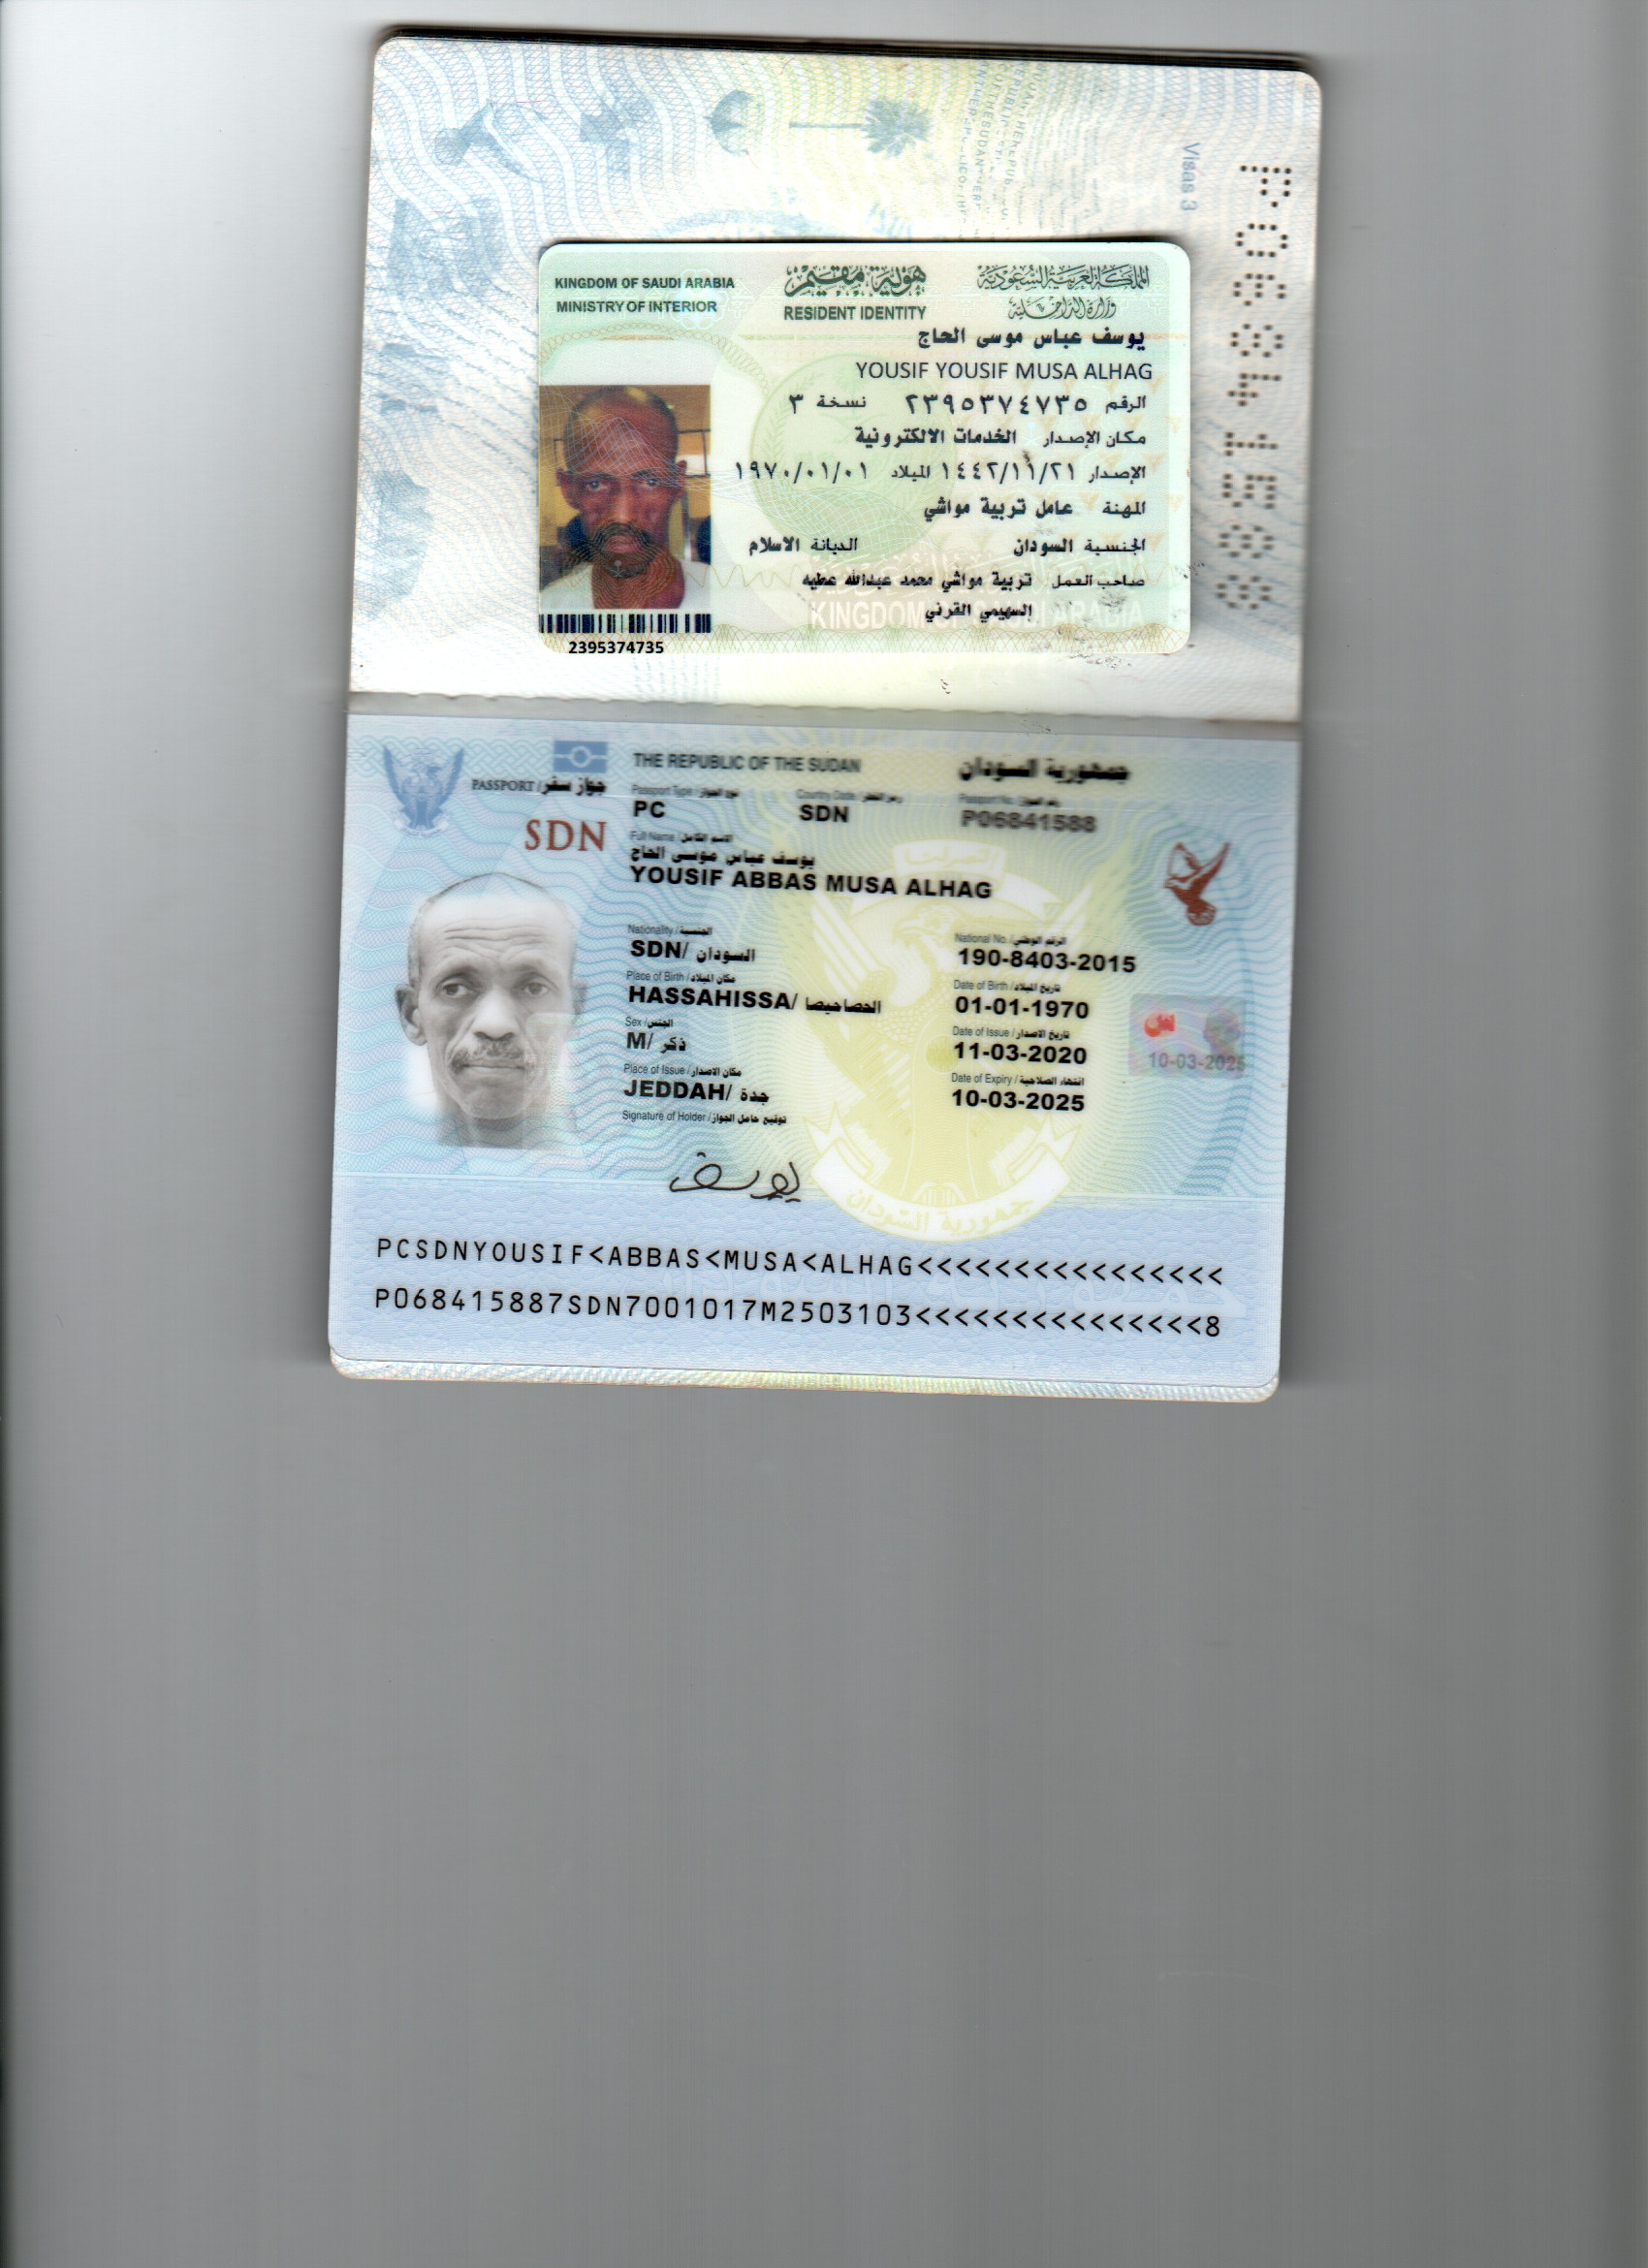 Visas 3
P06841588
KINGDOM OF SAUDI ARABIA
MINISTRY OF INTERIOR
هوية مقيم
RESIDENT IDENTITY
المملكة العربية السعودية
وزارة الداخلية
يوسف عباس موسى الحاج
YOUSIF YOUSIF MUSA ALHAG
الرقم ٢٣٩٥٣٧٤٧٣٥ نسخة ٣
مكان الإصدار الخدمات الالكترونية
الإصدار ١٤٤٢/١١/٢١ الميلاد ١٩٧٠/٠١/٠١
المهنة عامل تربية مواشي
الجنسية السودان الديانة الاسلام
صاحب العمل تربية مواشي محمد عبدالله عطيه
السهيمي القرني
KINGDOM OF SAUDI ARABIA
2395374735
PASSPORT / جواز سفر
SDN
THE REPUBLIC OF THE SUDAN جمهورية السودان
Passport Type / نوع الجواز Country Code / رمز القطر Passport No. / رقم الجواز
PC SDN P06841588
Full Name / الاسم الكامل
يوسف عباس موسى الحاج
YOUSIF ABBAS MUSA ALHAG
Nationality / الجنسية National No. / الرقم الوطني
SDN/ السودان 190-8403-2015
Place of Birth / مكان الميلاد Date of Birth / تاريخ الميلاد
HASSAHISSA/ الحصاحيصا 01-01-1970
Sex / الجنس Date of Issue / تاريخ الاصدار
M/ ذكر 11-03-2020
Place of Issue / مكان الاصدار Date of Expiry / انتهاء الصلاحية
JEDDAH/ جدة 10-03-2025
س
10-03-2025
Signature of Holder / توقيع حامل الجواز
يوسف
النصر لنا
جمهورية السودان
PCSDNYOUSIF<ABBAS<MUSA<ALHAG<<<<<<<<<<<<<<<<
P068415887SDN7001017M2503103<<<<<<<<<<<<<<<8